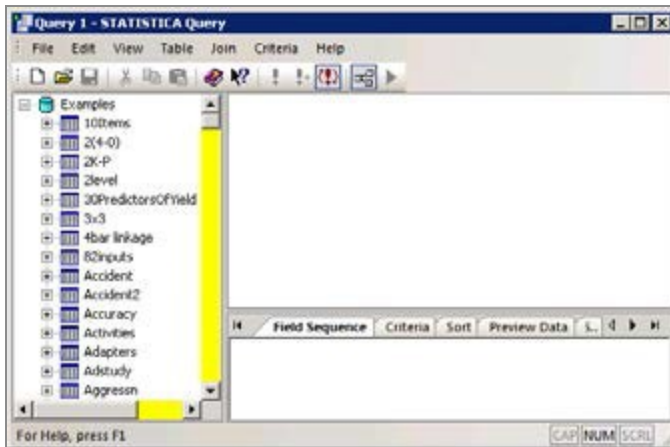 Query 1 - STATISTICA Query
File Edit View Table Join Criteria Help
Examples
10Items
2(4-0)
2K-P
2level
30PredictorsOfYield
3x3
4bar linkage
82inputs
Accident
Accident2
Accuracy
Activities
Adapters
Adstudy
Aggressn
Field Sequence Criteria Sort Preview Data
For Help, press F1
CAP NUM SCRL